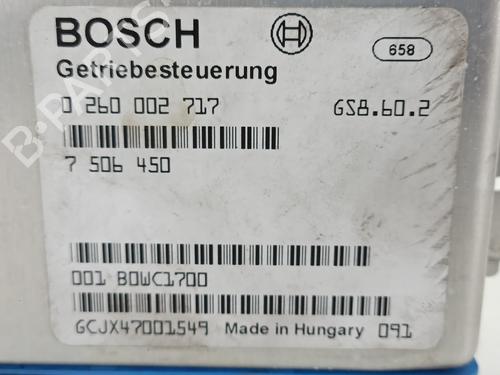 BOSCH
658
Getriebesteuerung
0 260 002 717 GS8.60.2
7 506 450
001 BOWC1700
GCJX47001549 Made in Hungary 091
B-PARTS